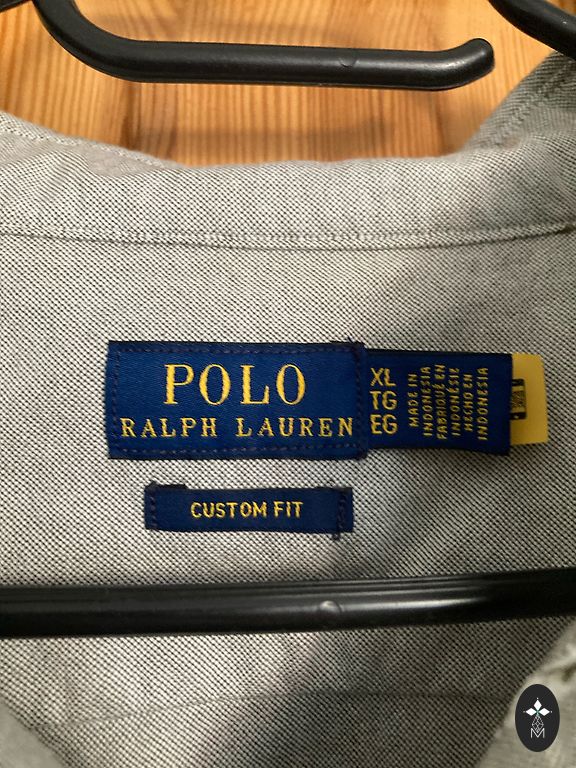 POLO
RALPH LAUREN
XL
TG
EG
MADE IN
INDONESIA
FABRIQUÉ EN
INDONÉSIE
HECHO EN
INDONESIA
CUSTOM FIT
M